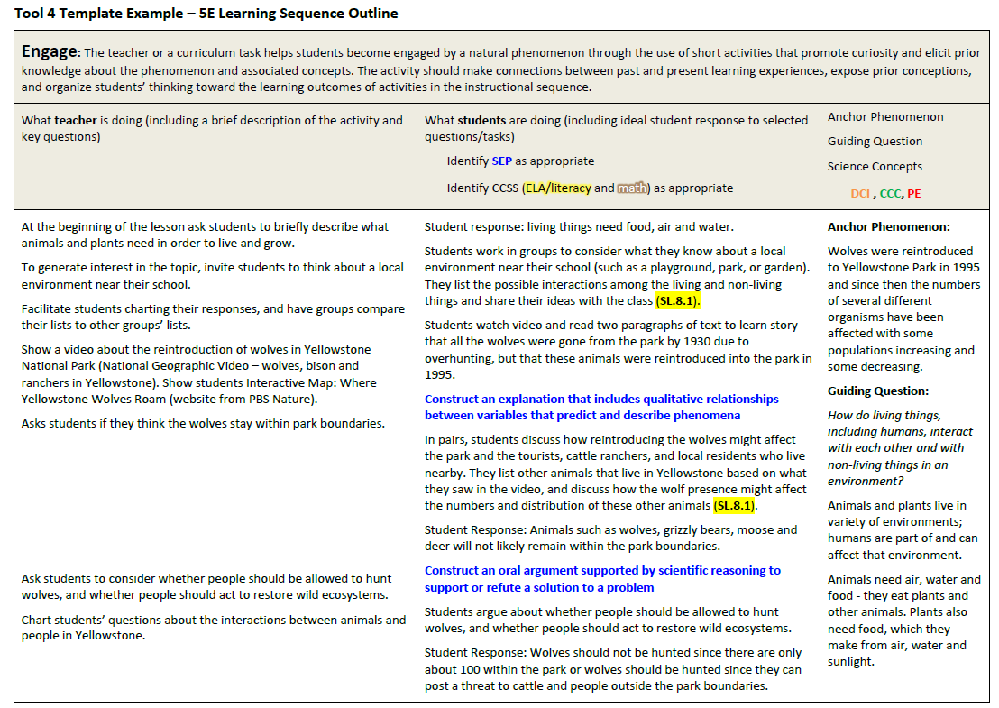 Tool 4 Template Example – 5E Learning Sequence Outline
Engage: The teacher or a curriculum task helps students become engaged by a natural phenomenon through the use of short activities that promote curiosity and elicit prior
knowledge about the phenomenon and associated concepts. The activity should make connections between past and present learning experiences, expose prior conceptions,
and organize students’ thinking toward the learning outcomes of activities in the instructional sequence.
What teacher is doing (including a brief description of the activity and
key questions)
What students are doing (including ideal student response to selected
questions/tasks)
Identify SEP as appropriate
Identify CCSS (ELA/literacy and math) as appropriate
Anchor Phenomenon
Guiding Question
Science Concepts
DCI , CCC, PE
At the beginning of the lesson ask students to briefly describe what
animals and plants need in order to live and grow.
To generate interest in the topic, invite students to think about a local
environment near their school.
Facilitate students charting their responses, and have groups compare
their lists to other groups’ lists.
Show a video about the reintroduction of wolves in Yellowstone
National Park (National Geographic Video – wolves, bison and
ranchers in Yellowstone). Show students Interactive Map: Where
Yellowstone Wolves Roam (website from PBS Nature).
Asks students if they think the wolves stay within park boundaries.
Ask students to consider whether people should be allowed to hunt
wolves, and whether people should act to restore wild ecosystems.
Chart students’ questions about the interactions between animals and
people in Yellowstone.
Student response: living things need food, air and water.
Students work in groups to consider what they know about a local
environment near their school (such as a playground, park, or garden).
They list the possible interactions among the living and non-living
things and share their ideas with the class (SL.8.1).
Students watch video and read two paragraphs of text to learn story
that all the wolves were gone from the park by 1930 due to
overhunting, but that these animals were reintroduced into the park in
1995.
Construct an explanation that includes qualitative relationships
between variables that predict and describe phenomena
In pairs, students discuss how reintroducing the wolves might affect
the park and the tourists, cattle ranchers, and local residents who live
nearby. They list other animals that live in Yellowstone based on what
they saw in the video, and discuss how the wolf presence might affect
the numbers and distribution of these other animals (SL.8.1).
Student Response: Animals such as wolves, grizzly bears, moose and
deer will not likely remain within the park boundaries.
Construct an oral argument supported by scientific reasoning to
support or refute a solution to a problem
Students argue about whether people should be allowed to hunt
wolves, and whether people should act to restore wild ecosystems.
Student Response: Wolves should not be hunted since there are only
about 100 within the park or wolves should be hunted since they can
post a threat to cattle and people outside the park boundaries.
Anchor Phenomenon:
Wolves were reintroduced
to Yellowstone Park in 1995
and since then the numbers
of several different
organisms have been
affected with some
populations increasing and
some decreasing.
Guiding Question:
How do living things,
including humans, interact
with each other and with
non-living things in an
environment?
Animals and plants live in
variety of environments;
humans are part of and can
affect that environment.
Animals need air, water and
food - they eat plants and
other animals. Plants also
need food, which they
make from air, water and
sunlight.